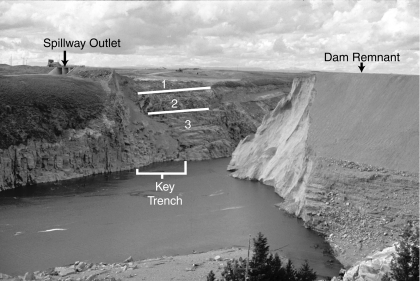 Spillway Outlet
Dam Remnant
1
2
3
Key
Trench